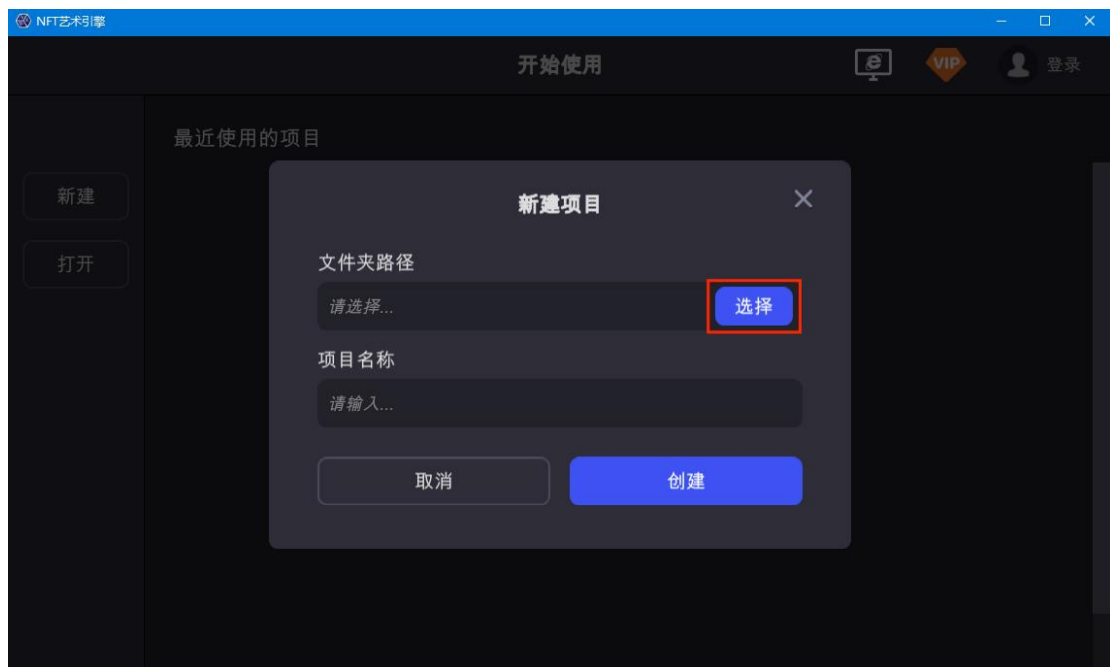 NFT艺术引擎
开始使用
VIP
登录
最近使用的项目
新建
打开
新建项目
文件夹路径
请选择...
选择
项目名称
请输入...
取消
创建